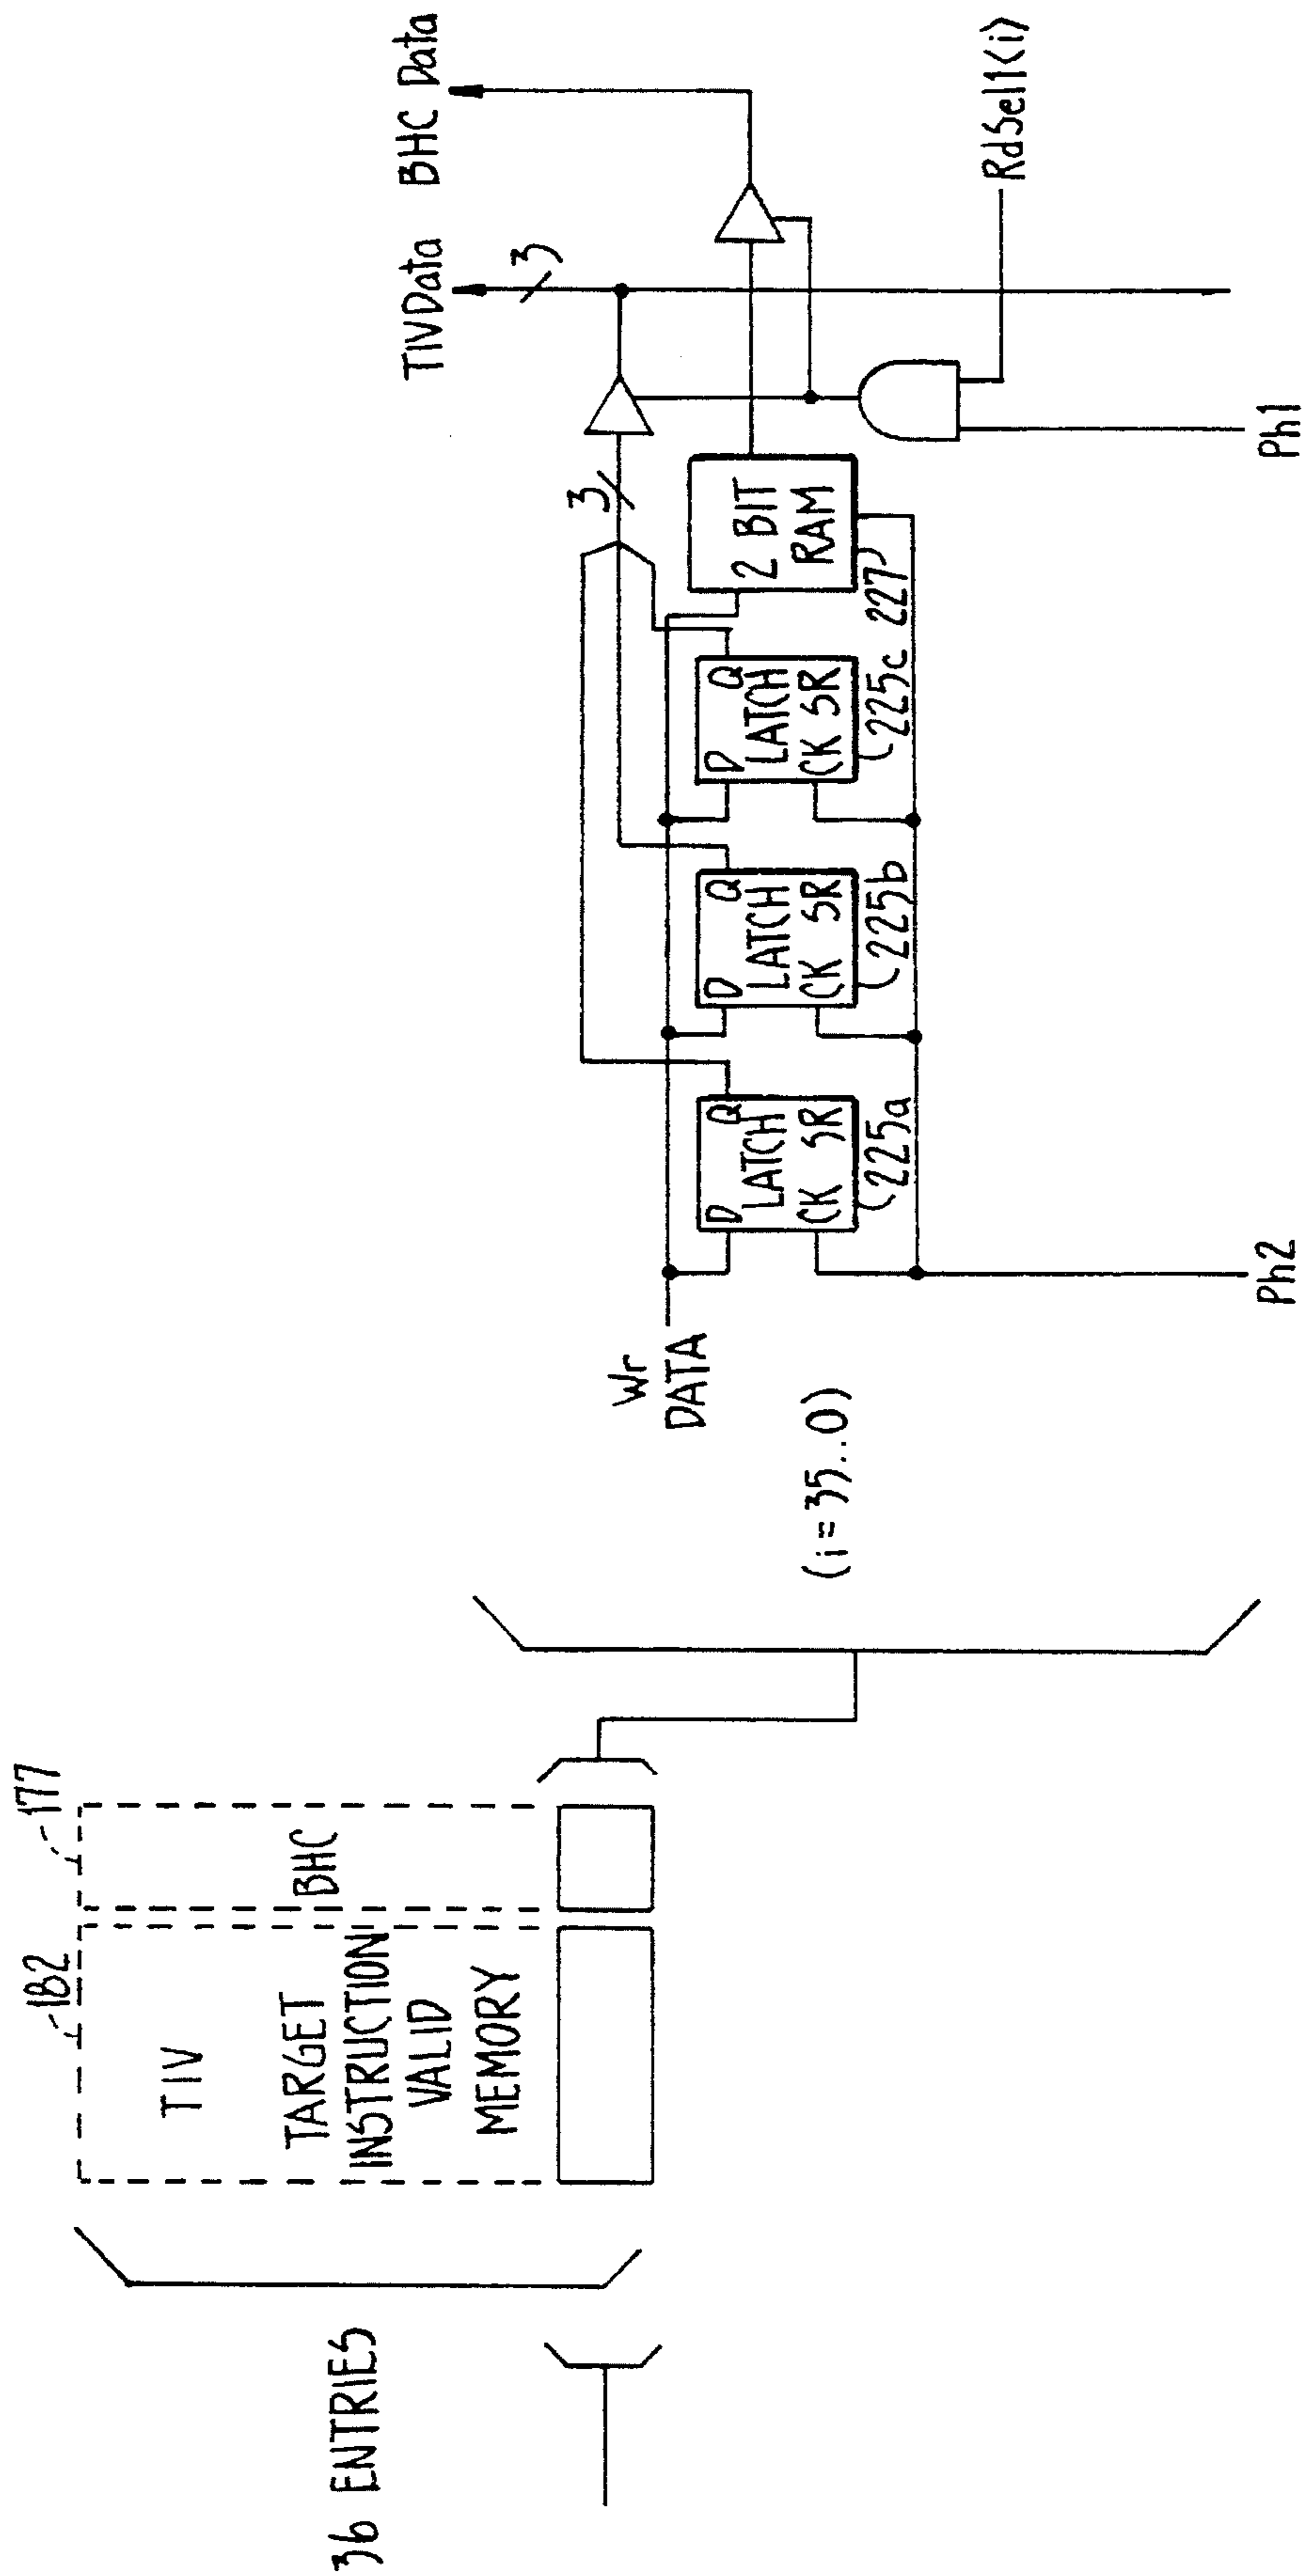 36 ENTRIES
182
177
TIV
TARGET
INSTRUCTION
VALID
MEMORY
BHC
(i = 35..0)
Wr
DATA
TIVData
BHC Data
3
3
D Q
LATCH
CK SR
225a
D Q
LATCH
CK SR
225b
D Q
LATCH
CK SR
225c
2 BIT
RAM
227
RdSel1<i>
Ph2
Ph1